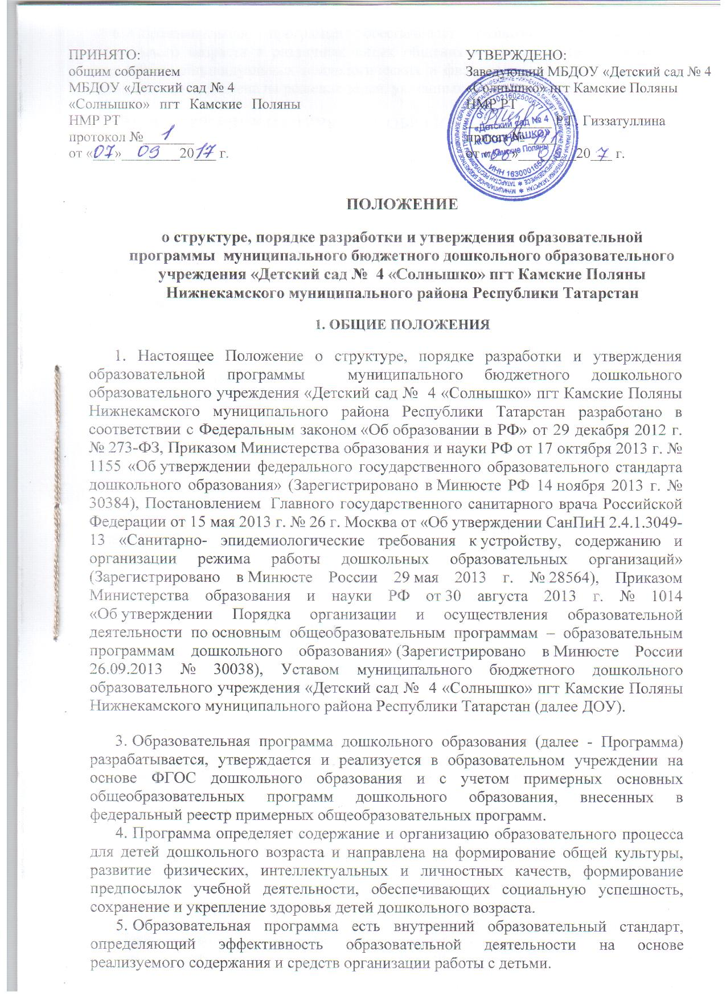 ПРИНЯТО:
общим собранием
МБДОУ «Детский сад № 4
«Солнышко» пгт Камские Поляны
НМР РТ
протокол № 1
от «07» 09 2017 г.
УТВЕРЖДЕНО:
Заведующий МБДОУ «Детский сад № 4
«Солнышко» пгт Камские Поляны
НМР РТ
Р.Г. Гиззатуллина
приказ №
от « » 20 7 г.
«Детский сад № 4
«Солнышко»
пгт Камские Поляны
ИНН 1630001654
ПОЛОЖЕНИЕ
о структуре, порядке разработки и утверждения образовательной
программы муниципального бюджетного дошкольного образовательного
учреждения «Детский сад № 4 «Солнышко» пгт Камские Поляны
Нижнекамского муниципального района Республики Татарстан
1. ОБЩИЕ ПОЛОЖЕНИЯ
1. Настоящее Положение о структуре, порядке разработки и утверждения
образовательной программы муниципального бюджетного дошкольного
образовательного учреждения «Детский сад № 4 «Солнышко» пгт Камские Поляны
Нижнекамского муниципального района Республики Татарстан разработано в
соответствии с Федеральным законом «Об образовании в РФ» от 29 декабря 2012 г.
№ 273-ФЗ, Приказом Министерства образования и науки РФ от 17 октября 2013 г. №
1155 «Об утверждении федерального государственного образовательного стандарта
дошкольного образования» (Зарегистрировано в Минюсте РФ 14 ноября 2013 г. №
30384), Постановлением Главного государственного санитарного врача Российской
Федерации от 15 мая 2013 г. № 26 г. Москва от «Об утверждении СанПиН 2.4.1.3049-
13 «Санитарно- эпидемиологические требования к устройству, содержанию и
организации режима работы дошкольных образовательных организаций»
(Зарегистрировано в Минюсте России 29 мая 2013 г. № 28564), Приказом
Министерства образования и науки РФ от 30 августа 2013 г. № 1014
«Об утверждении Порядка организации и осуществления образовательной
деятельности по основным общеобразовательным программам – образовательным
программам дошкольного образования» (Зарегистрировано в Минюсте России
26.09.2013 № 30038), Уставом муниципального бюджетного дошкольного
образовательного учреждения «Детский сад № 4 «Солнышко» пгт Камские Поляны
Нижнекамского муниципального района Республики Татарстан (далее ДОУ).
3. Образовательная программа дошкольного образования (далее - Программа)
разрабатывается, утверждается и реализуется в образовательном учреждении на
основе ФГОС дошкольного образования и с учетом примерных основных
общеобразовательных программ дошкольного образования, внесенных в
федеральный реестр примерных общеобразовательных программ.
4. Программа определяет содержание и организацию образовательного процесса
для детей дошкольного возраста и направлена на формирование общей культуры,
развитие физических, интеллектуальных и личностных качеств, формирование
предпосылок учебной деятельности, обеспечивающих социальную успешность,
сохранение и укрепление здоровья детей дошкольного возраста.
5. Образовательная программа есть внутренний образовательный стандарт,
определяющий эффективность образовательной деятельности на основе
реализуемого содержания и средств организации работы с детьми.